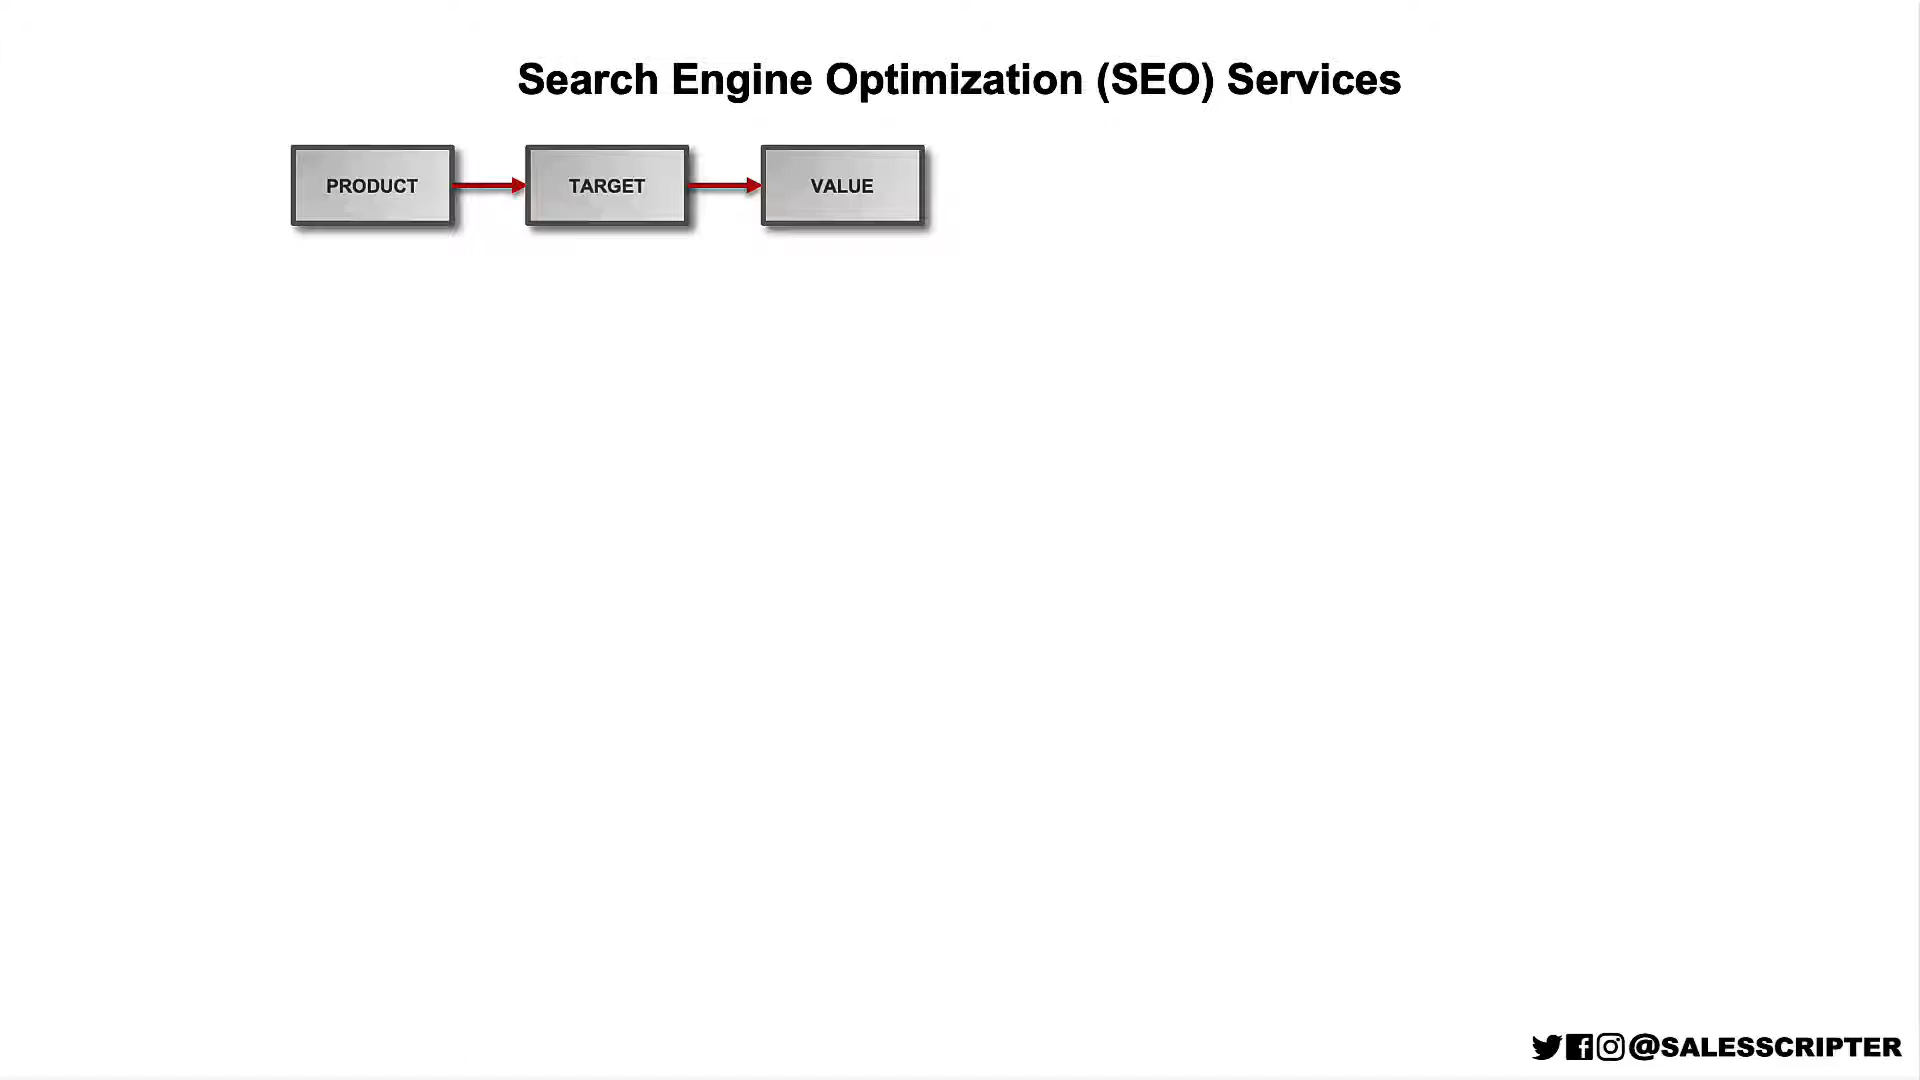 Search Engine Optimization (SEO) Services
PRODUCT
TARGET
VALUE
@SALESSCRIPTER